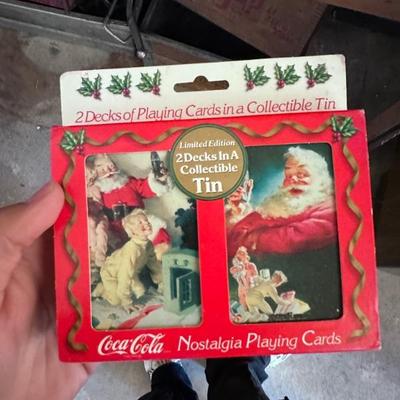 2 Decks of Playing Cards in a Collectible Tin
Limited Edition
2 Decks In A
Collectible
Tin
Coca-Cola Nostalgia Playing Cards